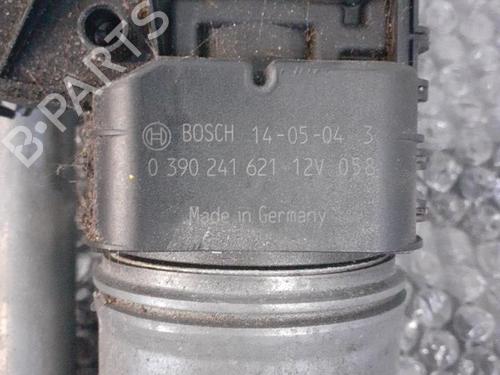 BOSCH 14-05-04 3
0 390 241 621 12V 058
Made in Germany
B-PARTS